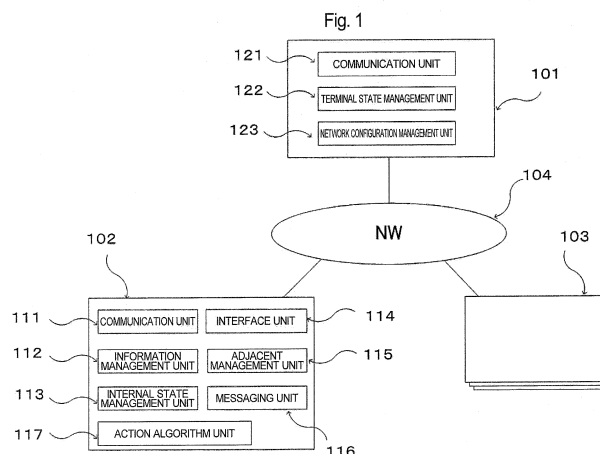 Fig. 1
121
COMMUNICATION UNIT
122
TERMINAL STATE MANAGEMENT UNIT
101
123
NETWORK CONFIGURATION MANAGEMENT UNIT
104
NW
102
103
111
COMMUNICATION UNIT
INTERFACE UNIT
114
112
INFORMATION
MANAGEMENT UNIT
ADJACENT
MANAGEMENT UNIT
115
113
INTERNAL STATE
MANAGEMENT UNIT
MESSAGING UNIT
117
ACTION ALGORITHM UNIT
116